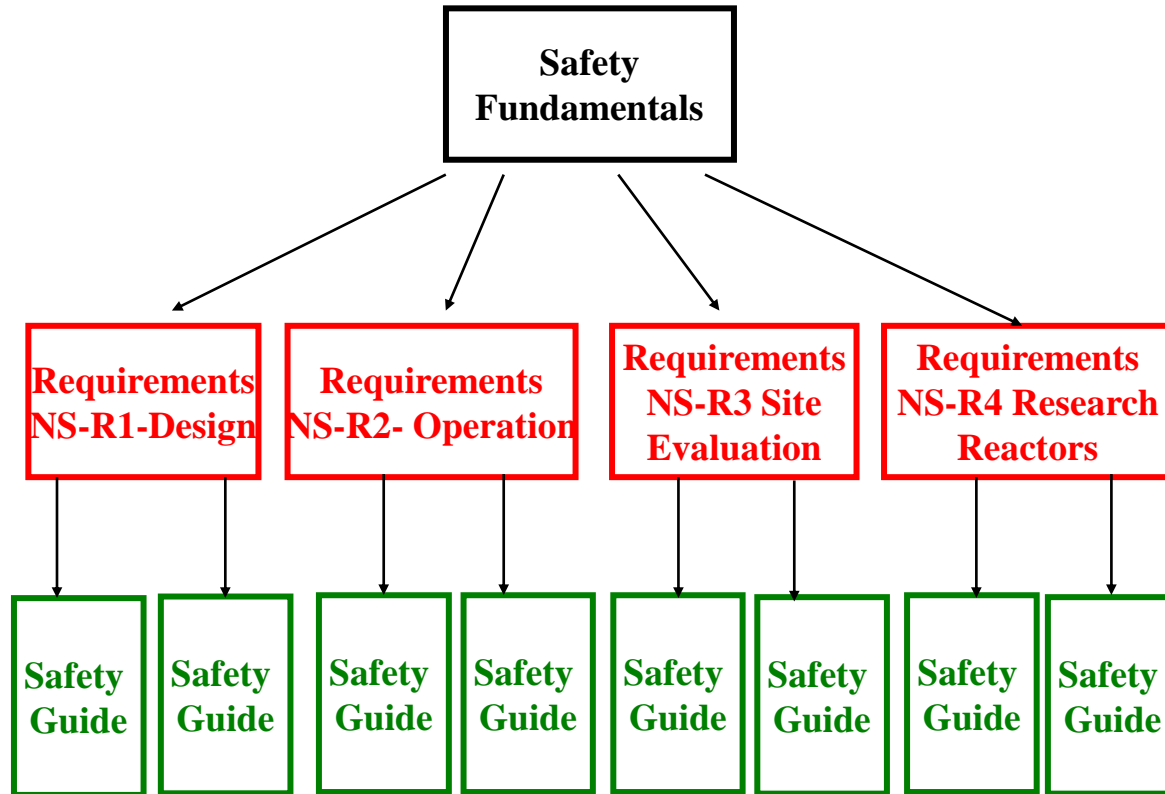 Safety
Fundamentals
Requirements
NS-R1-Design
Requirements
NS-R2- Operation
Requirements
NS-R3 Site
Evaluation
Requirements
NS-R4 Research
Reactors
Safety
Guide
Safety
Guide
Safety
Guide
Safety
Guide
Safety
Guide
Safety
Guide
Safety
Guide
Safety
Guide